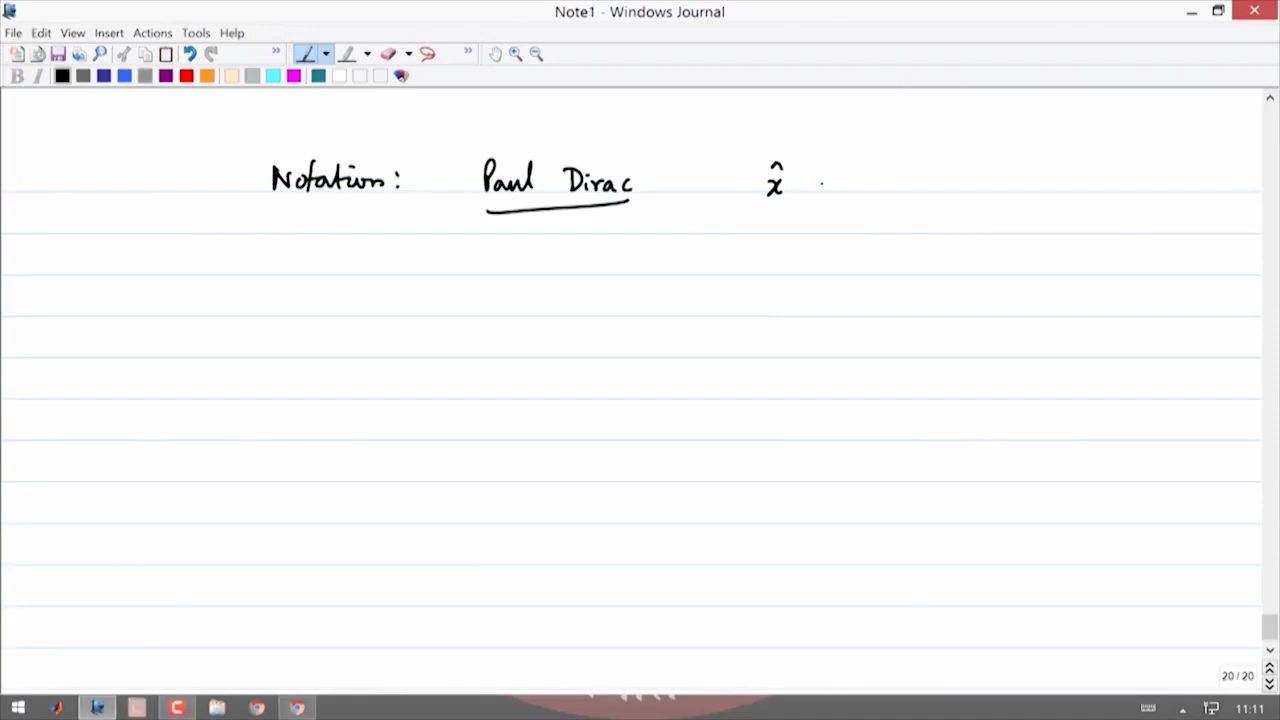 Note1 - Windows Journal
File Edit View Insert Actions Tools Help
B I
Notation: Paul Dirac x̂
20 / 20
11:11